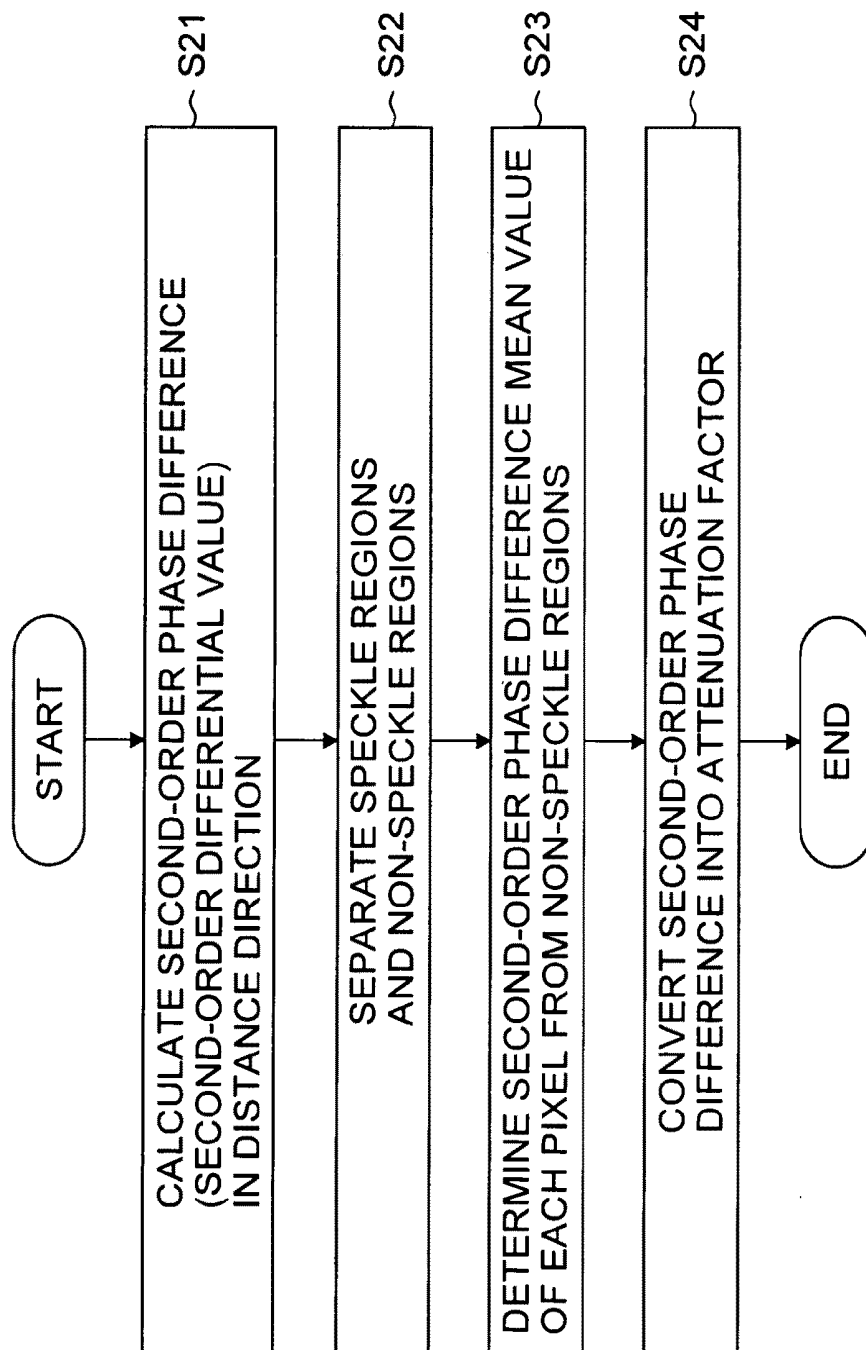 START
CALCULATE SECOND-ORDER PHASE DIFFERENCE
(SECOND-ORDER DIFFERENTIAL VALUE)
IN DISTANCE DIRECTION
S21
SEPARATE SPECKLE REGIONS
AND NON-SPECKLE REGIONS
S22
DETERMINE SECOND-ORDER PHASE DIFFERENCE MEAN VALUE
OF EACH PIXEL FROM NON-SPECKLE REGIONS
S23
CONVERT SECOND-ORDER PHASE
DIFFERENCE INTO ATTENUATION FACTOR
S24
END